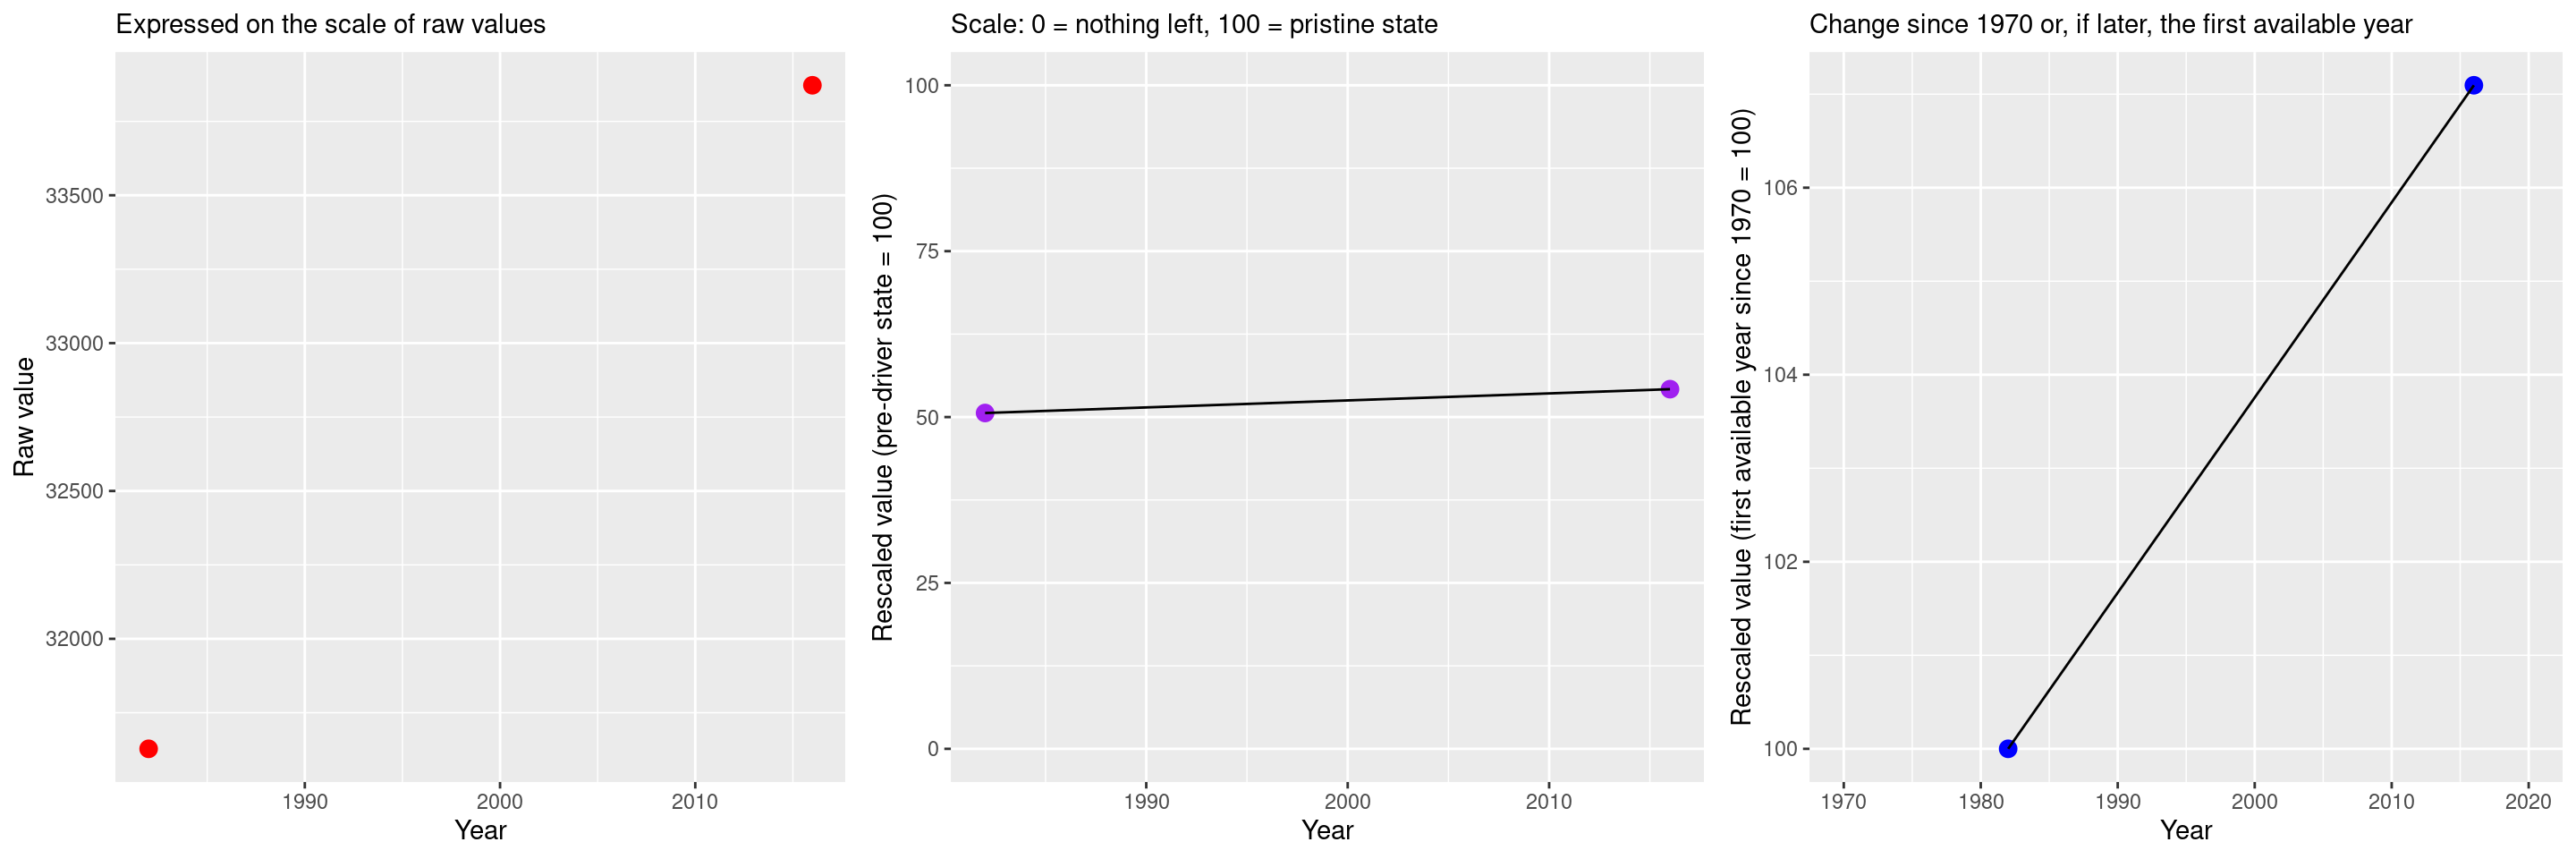 Expressed on the scale of raw values
Raw value
33500
33000
32500
32000
1990
2000
2010
Year
Scale: 0 = nothing left, 100 = pristine state
Rescaled value (pre-driver state = 100)
100
75
50
25
0
1990
2000
2010
Year
Change since 1970 or, if later, the first available year
Rescaled value (first available year since 1970 = 100)
106
104
102
100
1970
1980
1990
2000
2010
2020
Year